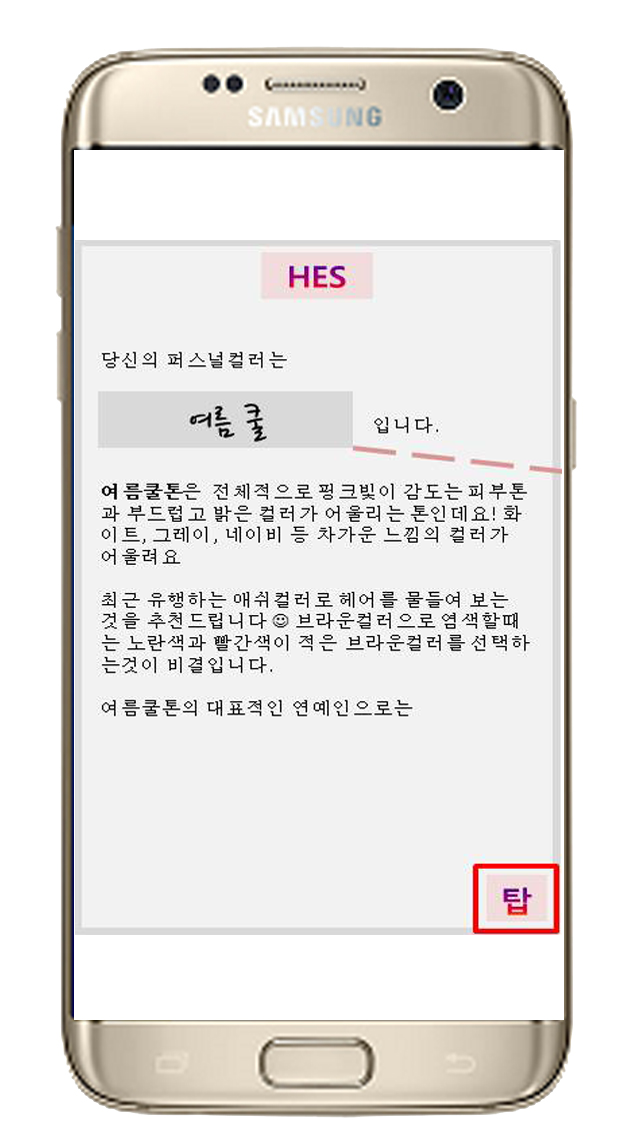 SAMSUNG
HES
당신의 퍼스널컬러는
여름 쿨 입니다.
여름쿨톤은 전체적으로 핑크빛이 감도는 피부톤
과 부드럽고 밝은 컬러가 어울리는 톤인데요! 화
이트, 그레이, 네이비 등 차가운 느낌의 컬러가
어울려요
최근 유행하는 애쉬컬러로 헤어를 물들여 보는
것을 추천드립니다 ☺ 브라운컬러으로 염색할때
는 노란색과 빨간색이 적은 브라운컬러를 선택하
는것이 비결입니다.
여름쿨톤의 대표적인 연예인으로는
탑